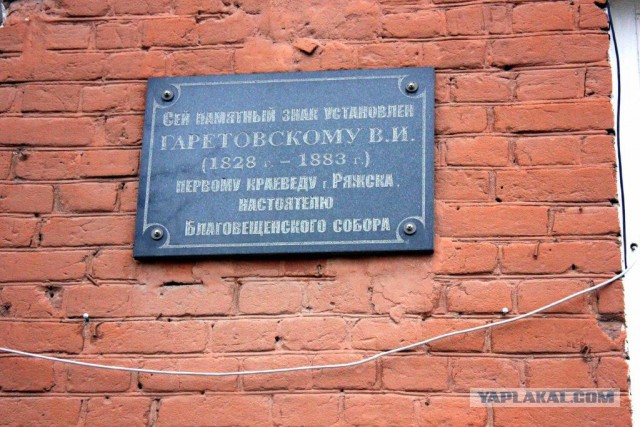 Сей памятный знак установлен
Гаретовскому В.И.
(1828 г. – 1883 г.)
первому краеведу г. Ряжска,
настоятелю
Благовещенского собора
YAPLAKAL.COM